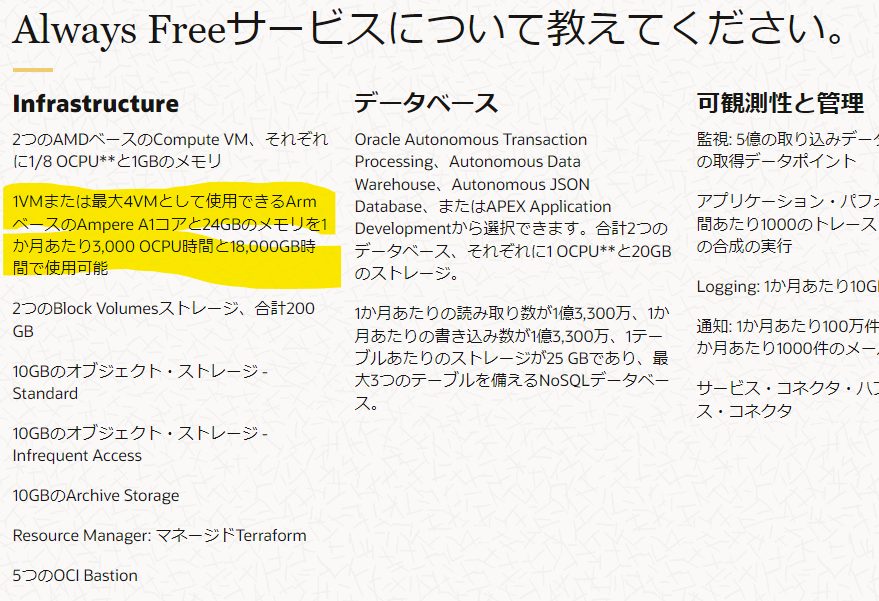 Always Freeサービスについて教えてください。
Infrastructure
2つのAMDベースのCompute VM、それぞれ
に1/8 OCPU**と1GBのメモリ
1VMまたは最大4VMとして使用できるArm
ベースのAmpere A1コアと24GBのメモリを1
か月あたり3,000 OCPU時間と18,000GB時
間で使用可能
2つのBlock Volumesストレージ、合計200
GB
10GBのオブジェクト・ストレージ -
Standard
10GBのオブジェクト・ストレージ -
Infrequent Access
10GBのArchive Storage
Resource Manager: マネージドTerraform
5つのOCI Bastion
データベース
Oracle Autonomous Transaction
Processing、Autonomous Data
Warehouse、Autonomous JSON
Database、またはAPEX Application
Developmentから選択できます。合計2つの
データベース、それぞれに1 OCPU**と20GB
のストレージ。
1か月あたりの読み取り数が1億3,300万、1か
月あたりの書き込み数が1億3,300万、1テー
ブルあたりのストレージが25 GBであり、最
大3つのテーブルを備えるNoSQLデータベー
ス。
可観測性と管理
監視: 5億の取り込みデータ
の取得データポイント
アプリケーション・パフォ
間あたり1000のトレース
の合成の実行
Logging: 1か月あたり10G
通知: 1か月あたり100万件
か月あたり1000件のメー
サービス・コネクタ・ハブ
ス・コネクタ